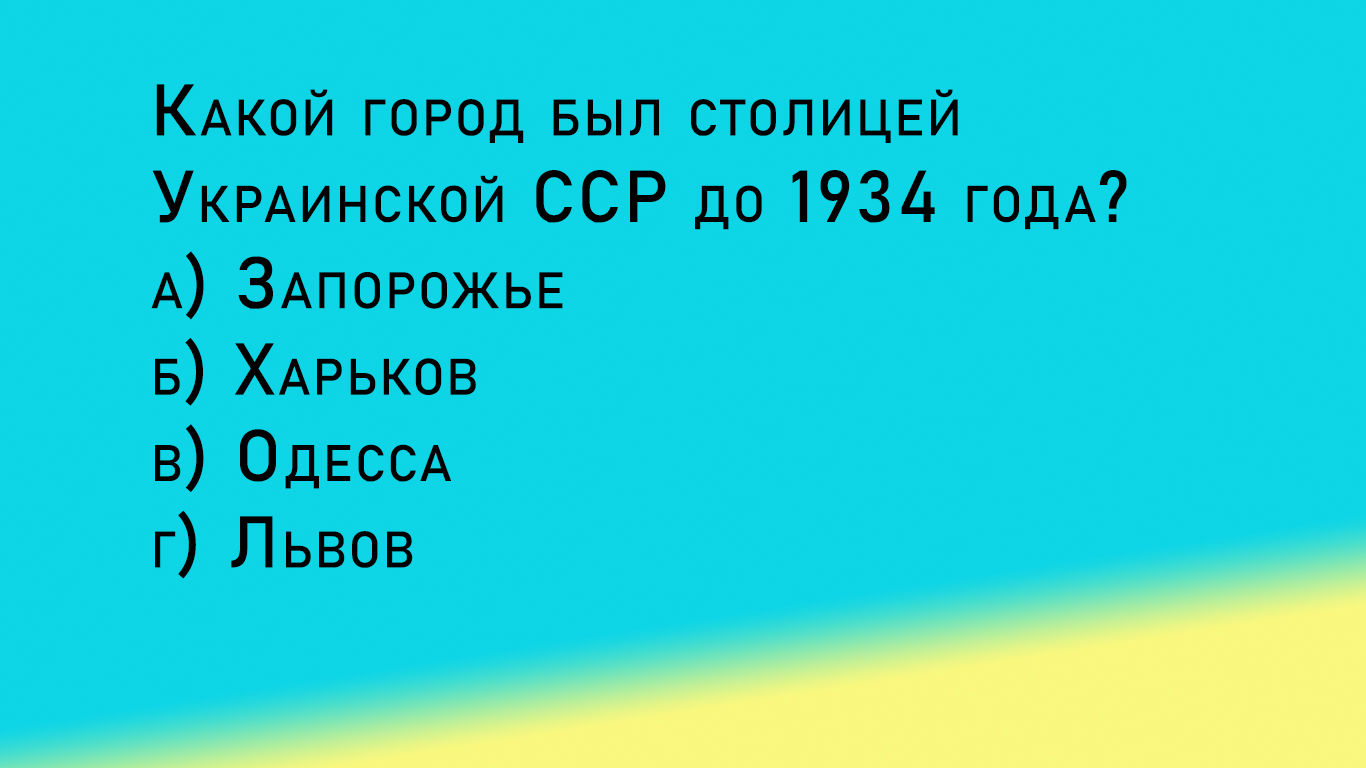 Какой город был столицей
Украинской ССР до 1934 года?
а) Запорожье
б) Харьков
в) Одесса
г) Львов